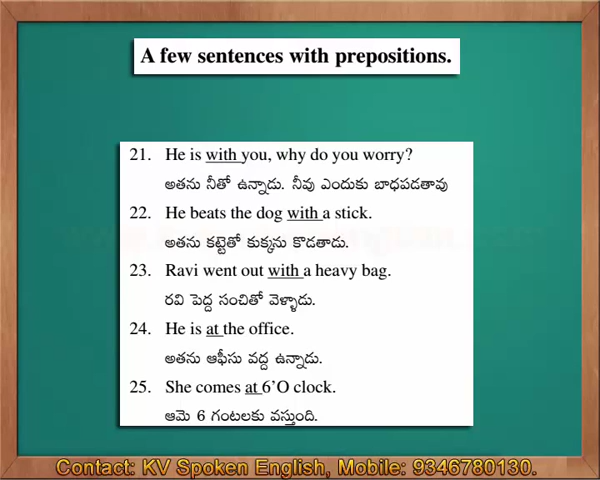 A few sentences with prepositions.
21. He is with you, why do you worry?
అతను నీతో ఉన్నాడు. నీవు ఎందుకు బాధపడతావు
22. He beats the dog with a stick.
అతను కట్టెతో కుక్కను కొడతాడు.
23. Ravi went out with a heavy bag.
రవి పెద్ద సంచితో వెళ్ళాడు.
24. He is at the office.
అతను ఆఫీసు వద్ద ఉన్నాడు.
25. She comes at 6’O clock.
ఆమె 6 గంటలకు వస్తుంది.
Contact: KV Spoken English, Mobile: 9346780130.